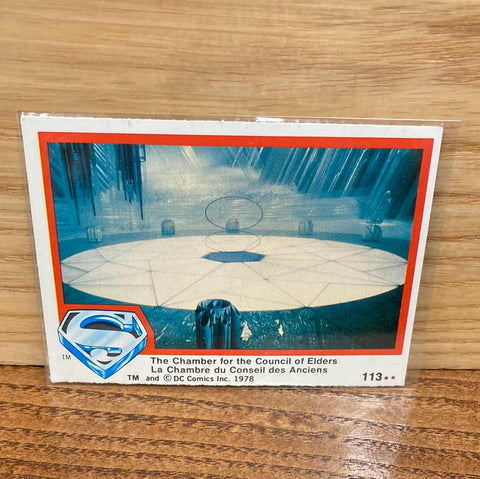 The Chamber for the Council of Elders
La Chambre du Conseil des Anciens
TM
TM and © DC Comics Inc. 1978
113**